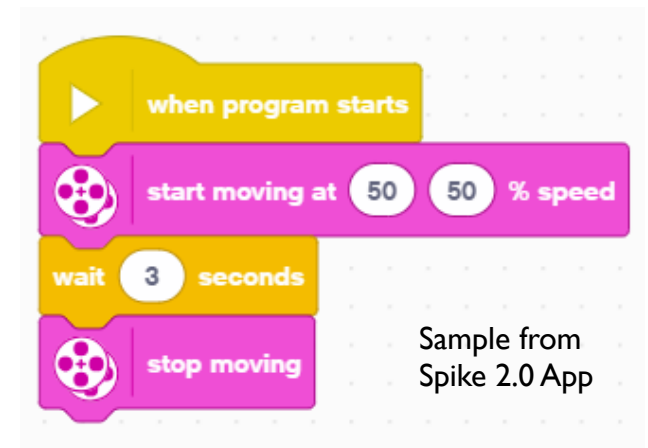 when program starts
start moving at 50 50 % speed
wait 3 seconds
stop moving
Sample from
Spike 2.0 App